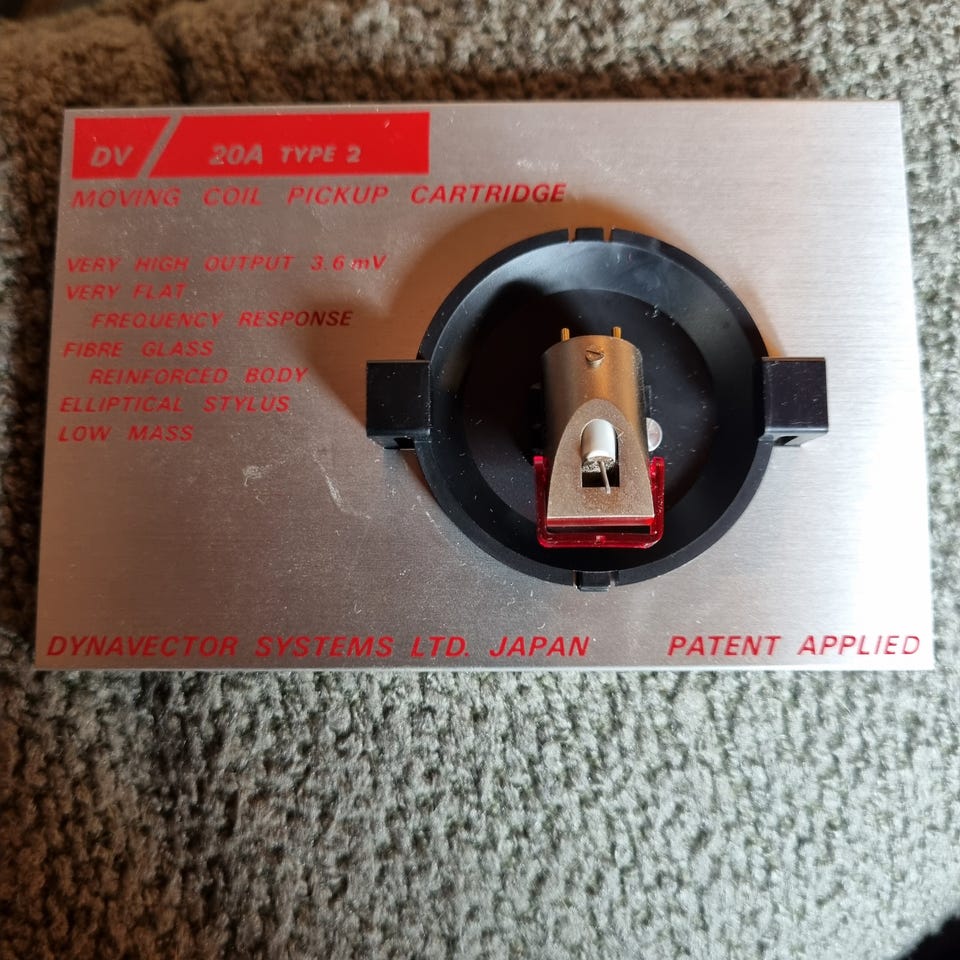 DV 20A TYPE 2
MOVING COIL PICKUP CARTRIDGE
VERY HIGH OUTPUT 3.6 mV
VERY FLAT
FREQUENCY RESPONSE
FIBRE GLASS
REINFORCED BODY
ELLIPTICAL STYLUS
LOW MASS
DYNAVECTOR SYSTEMS LTD. JAPAN PATENT APPLIED